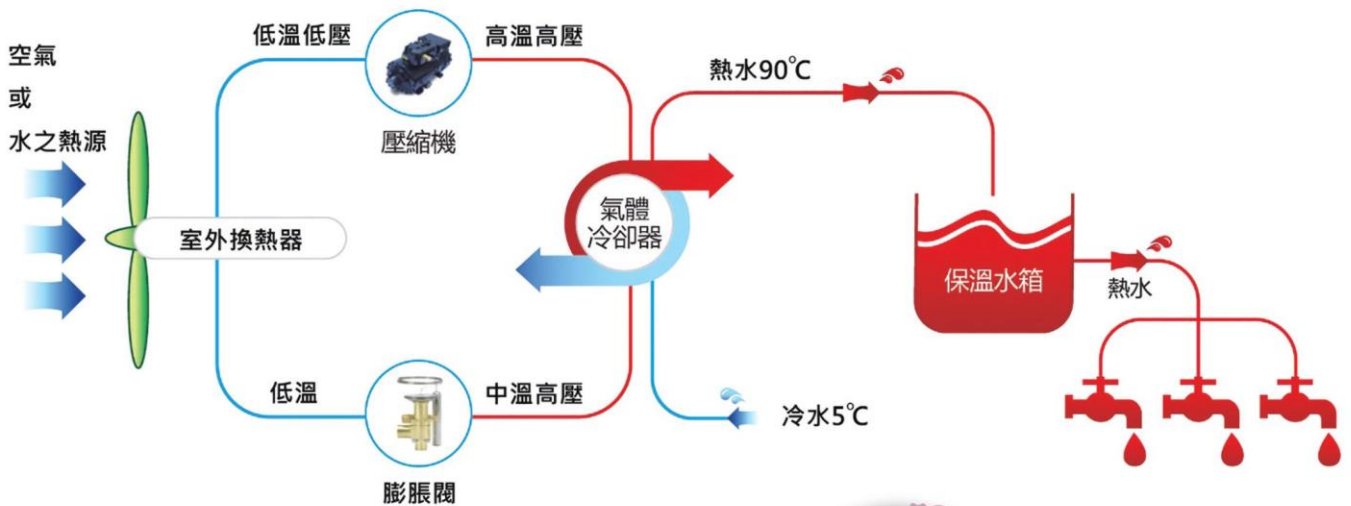 空氣
或
水之熱源
室外換熱器
低溫低壓
壓縮機
高溫高壓
氣體
冷卻器
低溫
膨脹閥
中溫高壓
熱水90℃
冷水5℃
保溫水箱
熱水